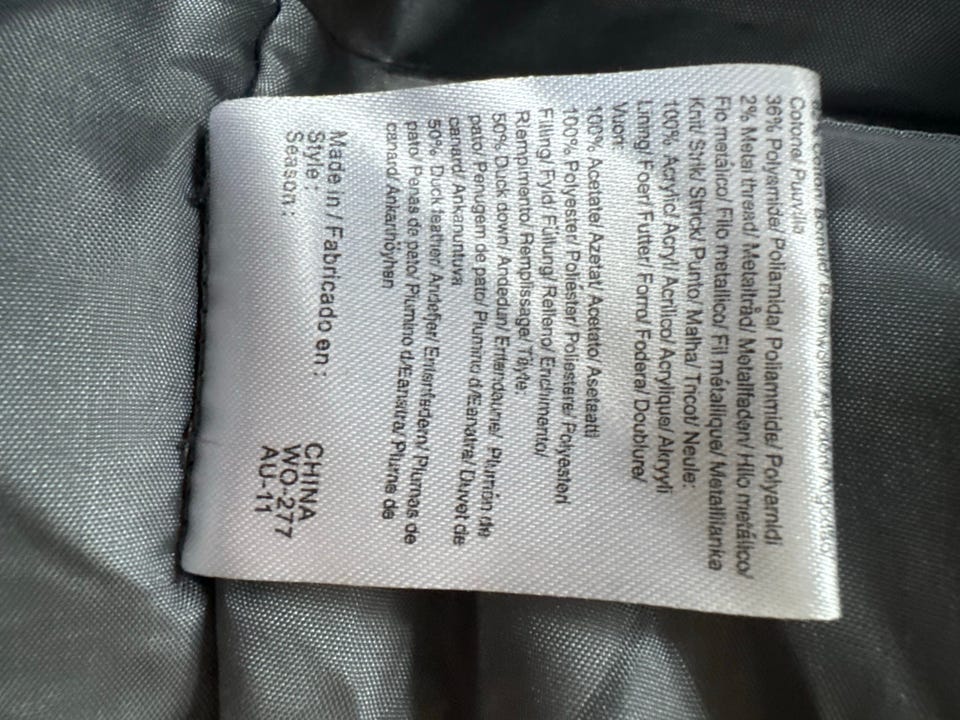 Cotone/ Puuvilla
36% Polyamide/ Poliamida/ Poliammide/ Polyamidi
2% Metal thread/ Metaltråd/ Metallfaden/ Hilo metálico/
Fio metálico/ Filo metallico/ Fil métallique/ Metallilanka
Knit/ Strik/ Strick/ Punto/ Malha/ Tricot/ Neule:
100% Acrylic/ Acryl/ Acrílico/ Acrylique/ Akryyli
Lining/ Foer/ Futter/ Forro/ Fodera/ Doublure/
Vuori:
100% Acetate/ Azetat/ Aceto/ Asetaatti
100% Polyester/ Poliéster/ Poliestere/ Polyesteri
Filling/ Fyld/ Füllung/ Relleno/ Enchimento/
Riempimento/ Remplissage/ Täyte:
50% Duck down/ Andedun/ Entendaune/ Plumón de
pato/ Penugem de pato/ Piumino d'Eanatra/ Duvet de
canard/ Ankanuntuva
50% Duck feather/ Andefjer/ Entenfedern/ Plumas de
pato/ Penas de pato/ Piumino d'Eanatra/ Plume de
canard/ Ankanhöyhen
Made in / Fabricado en : CHINA
Style : WO-277
Season : AU-11